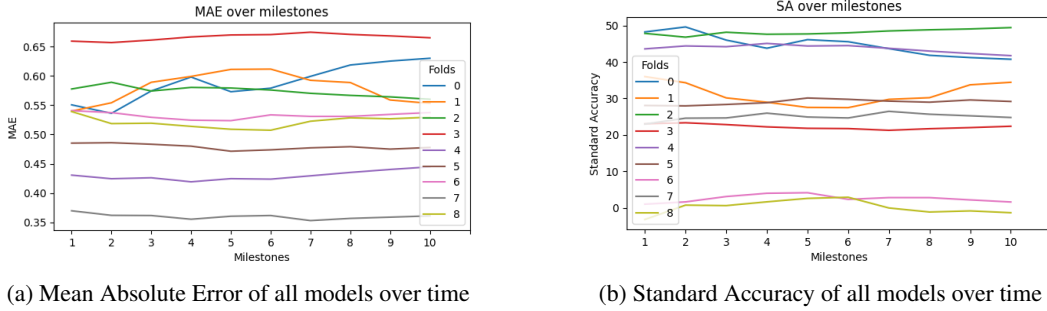 MAE over milestones
0.65
0.60
0.55
0.50
0.45
0.40
0.35
MAE
1 2 3 4 5 6 7 8 9 10
Milestones
Folds
0
1
2
3
4
5
6
7
8
(a) Mean Absolute Error of all models over time
SA over milestones
50
40
30
20
10
0
Standard Accuracy
1 2 3 4 5 6 7 8 9 10
Milestones
Folds
0
1
2
3
4
5
6
7
8
(b) Standard Accuracy of all models over time